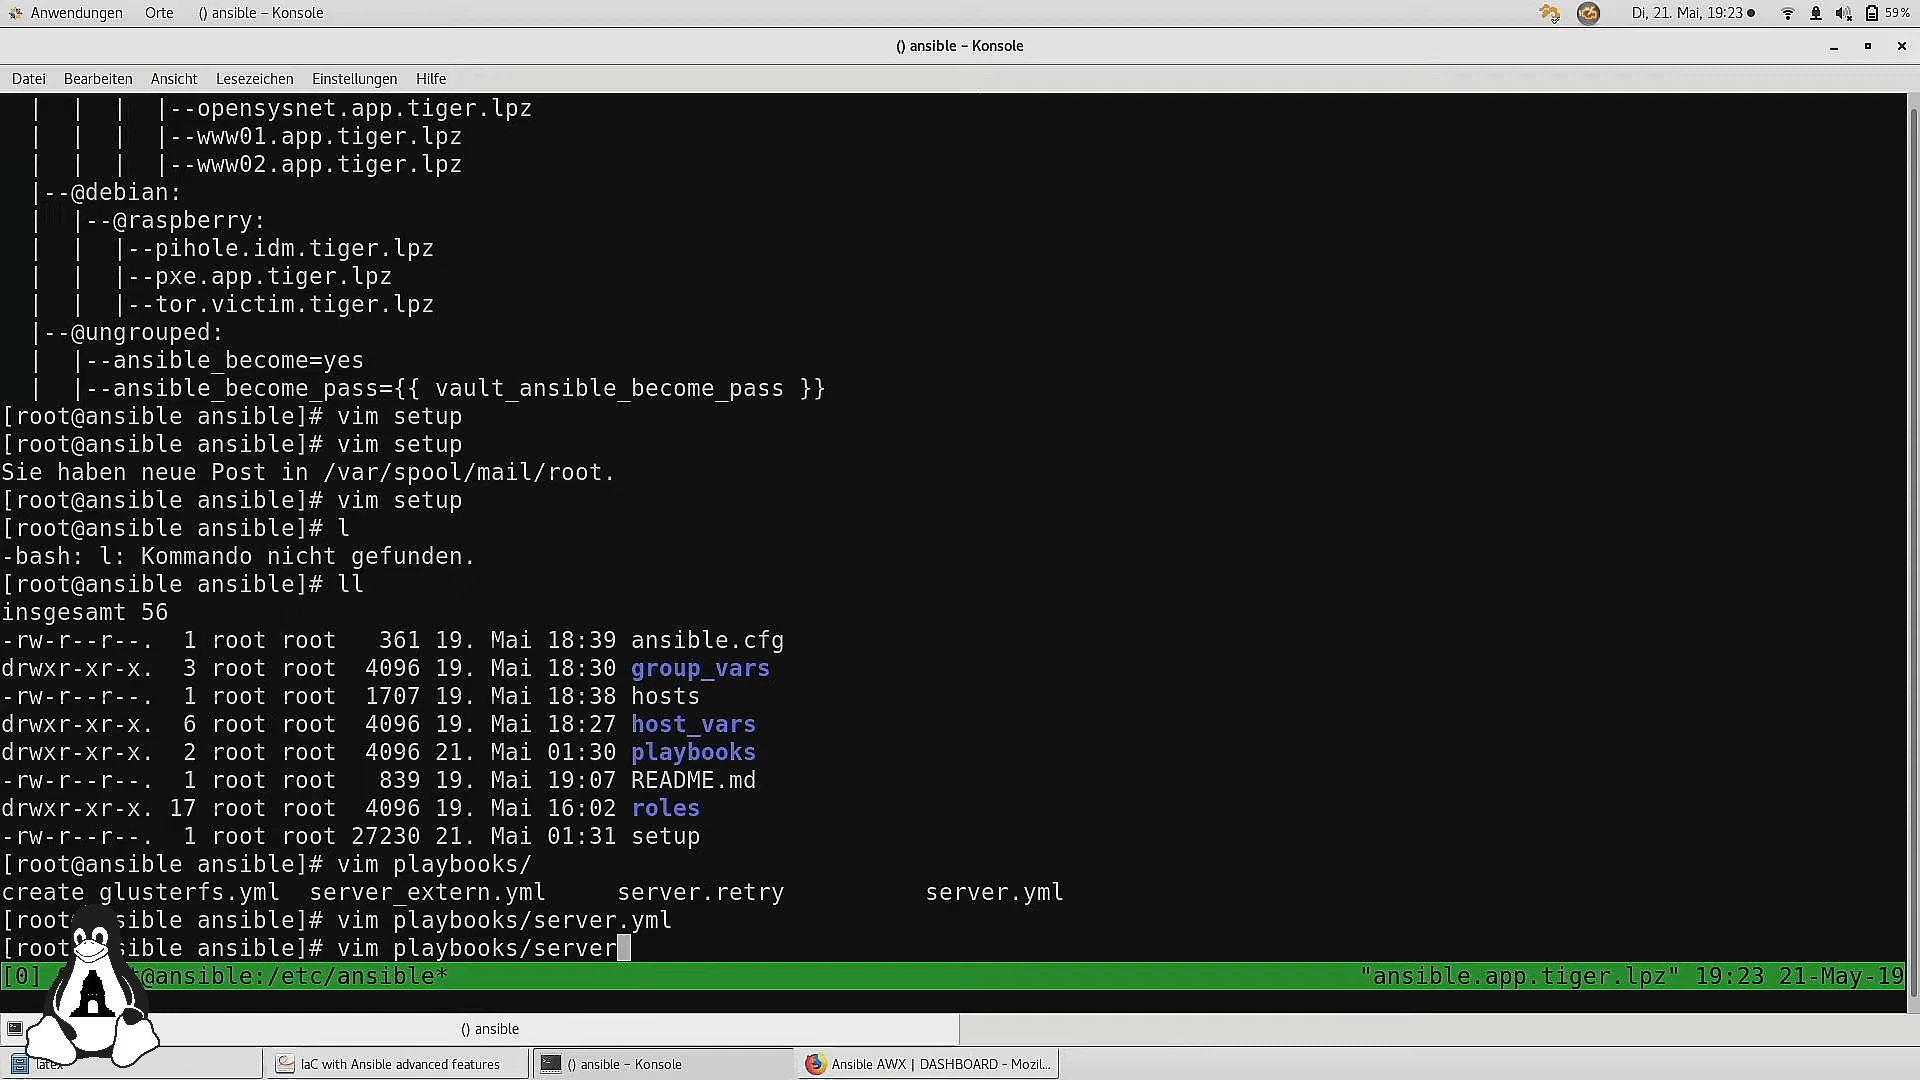 Anwendungen Orte () ansible – Konsole Di, 21. Mai, 19:23 59%
() ansible – Konsole
Datei Bearbeiten Ansicht Lesezeichen Einstellungen Hilfe
| | | |--opensysnet.app.tiger.lpz
| | | |--www01.app.tiger.lpz
| | | |--www02.app.tiger.lpz
|--@debian:
| |--@raspberry:
| | |--pihole.idm.tiger.lpz
| | |--pxe.app.tiger.lpz
| | |--tor.victim.tiger.lpz
|--@ungrouped:
| |--ansible_become=yes
| |--ansible_become_pass={{ vault_ansible_become_pass }}
[root@ansible ansible]# vim setup
[root@ansible ansible]# vim setup
Sie haben neue Post in /var/spool/mail/root.
[root@ansible ansible]# vim setup
[root@ansible ansible]# l
-bash: l: Kommando nicht gefunden.
[root@ansible ansible]# ll
insgesamt 56
-rw-r--r--. 1 root root 361 19. Mai 18:39 ansible.cfg
drwxr-xr-x. 3 root root 4096 19. Mai 18:30 group_vars
-rw-r--r--. 1 root root 1707 19. Mai 18:38 hosts
drwxr-xr-x. 6 root root 4096 19. Mai 18:27 host_vars
drwxr-xr-x. 2 root root 4096 21. Mai 01:30 playbooks
-rw-r--r--. 1 root root 839 19. Mai 19:07 README.md
drwxr-xr-x. 17 root root 4096 19. Mai 16:02 roles
-rw-r--r--. 1 root root 27230 21. Mai 01:31 setup
[root@ansible ansible]# vim playbooks/
create_glusterfs.yml server_extern.yml server.retry server.yml
[root sible ansible]# vim playbooks/server.yml
[root sible ansible]# vim playbooks/server
[0] @ansible:/etc/ansible* "ansible.app.tiger.lpz" 19:23 21-May-19
() ansible
latex IaC with Ansible advanced features () ansible – Konsole Ansible AWX | DASHBOARD - Mozil...